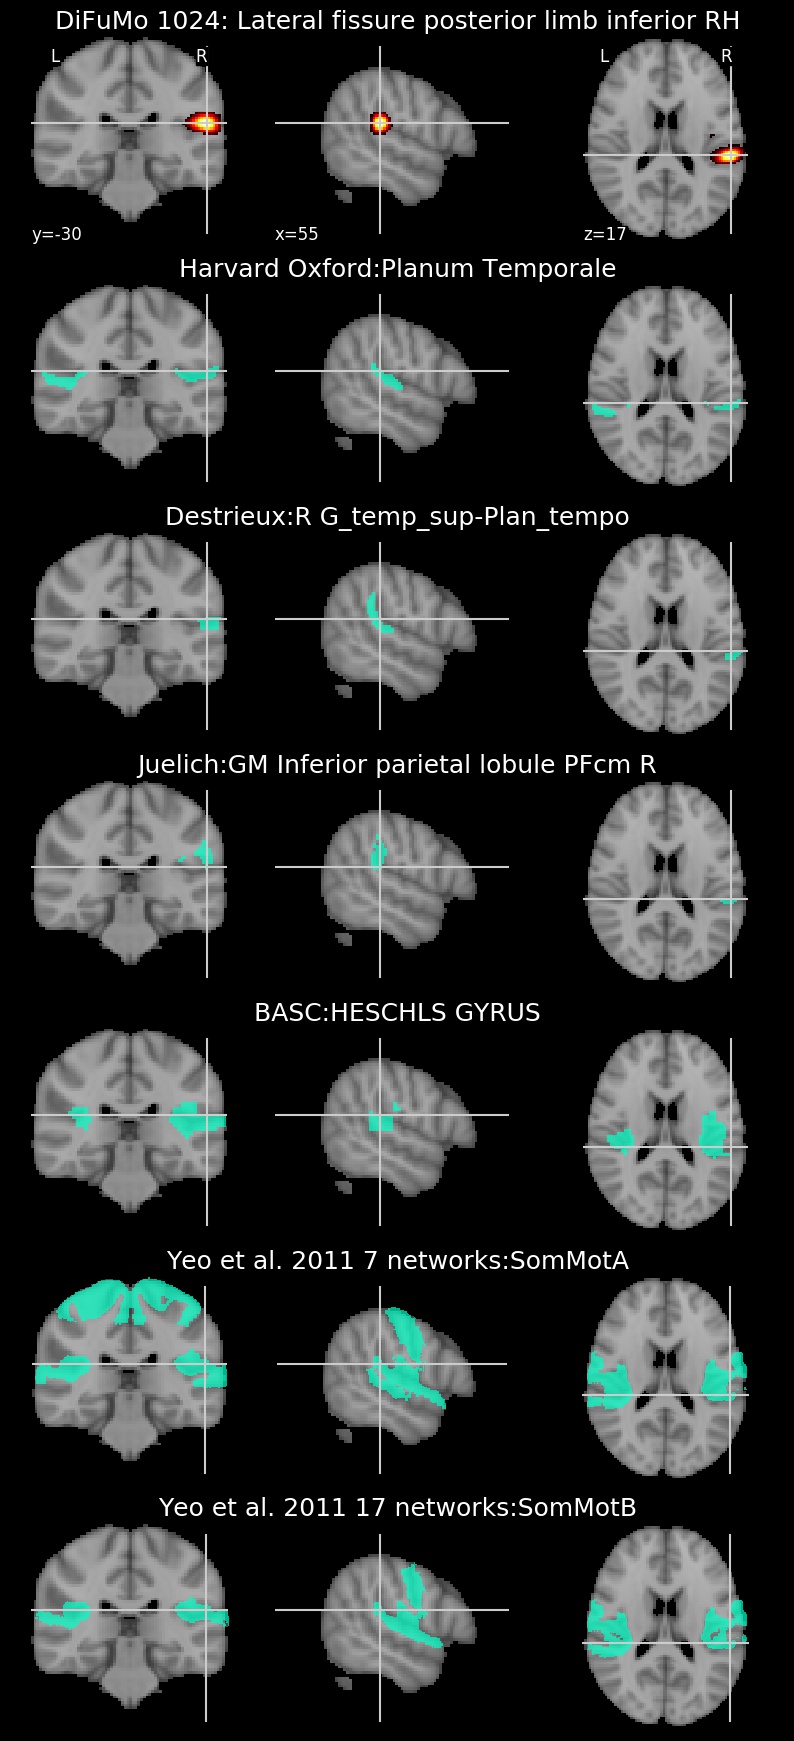 DiFuMo 1024: Lateral fissure posterior limb inferior RH
L R L R
y=-30 x=55 z=17
Harvard Oxford:Planum Temporale
Destrieux:R G_temp_sup-Plan_tempo
Juelich:GM Inferior parietal lobule PFcm R
BASC:HESCHLS GYRUS
Yeo et al. 2011 7 networks:SomMotA
Yeo et al. 2011 17 networks:SomMotB